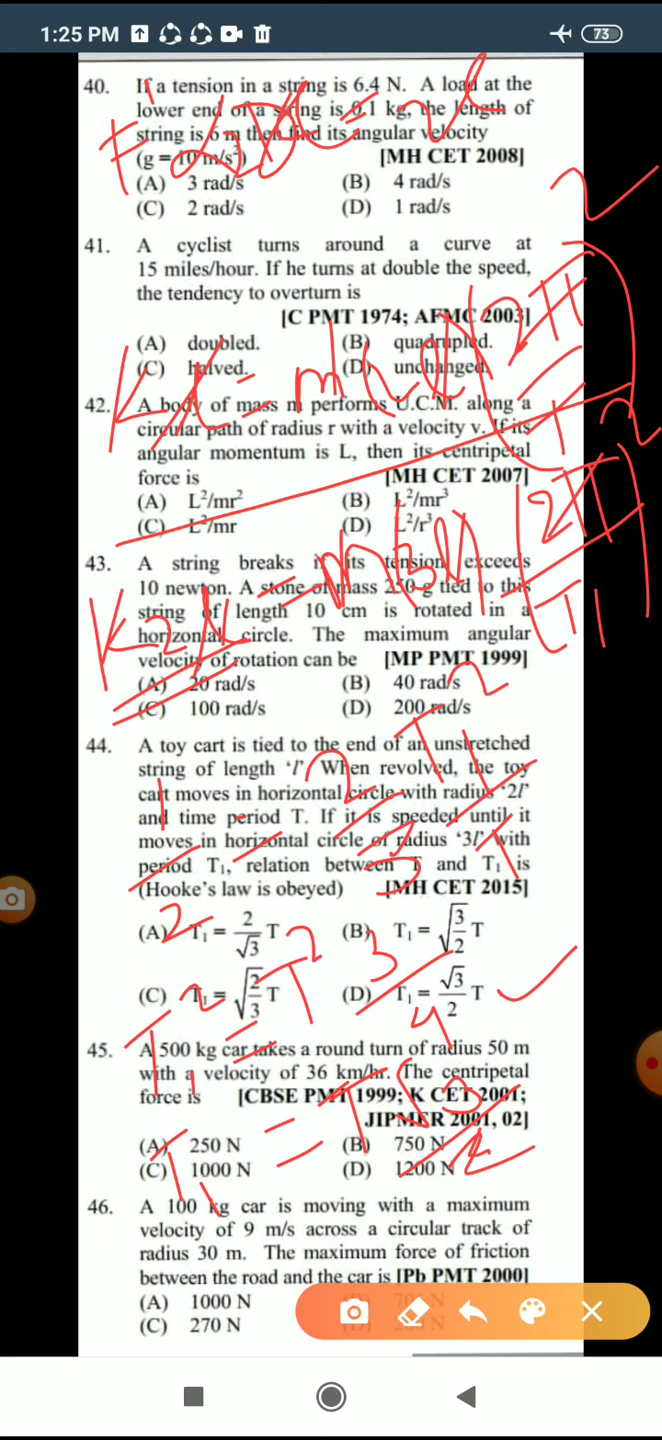 1:25 PM
73
40. If a tension in a string is 6.4 N. A load at the
lower end of a string is 0.1 kg, the length of
string is 6 m then find its angular velocity
(g = 10 m/s²) [MH CET 2008]
(A) 3 rad/s (B) 4 rad/s
(C) 2 rad/s (D) 1 rad/s
41. A cyclist turns around a curve at
15 miles/hour. If he turns at double the speed,
the tendency to overturn is
[C PMT 1974; AFMC 2003]
(A) doubled. (B) quadrupled.
(C) halved. (D) unchanged.
42. A body of mass m performs U.C.M. along a
circular path of radius r with a velocity v. If its
angular momentum is L, then its centripetal
force is [MH CET 2007]
(A) L²/mr² (B) L²/mr³
(C) L²/mr (D) L²/r³
43. A string breaks if its tension exceeds
10 newton. A stone of mass 250 g tied to this
string of length 10 cm is rotated in a
horizontal circle. The maximum angular
velocity of rotation can be [MP PMT 1999]
(A) 20 rad/s (B) 40 rad/s
(C) 100 rad/s (D) 200 rad/s
44. A toy cart is tied to the end of an unstretched
string of length ‘l’. When revolved, the toy
cart moves in horizontal circle with radius ‘2l’
and time period T. If it is speeded until it
moves in horizontal circle of radius ‘3l’ with
period T₁, relation between T and T₁ is
(Hooke’s law is obeyed) [MH CET 2015]
(A) T₁ = 2/√3 T (B) T₁ = √(3/2) T
(C) T₁ = √(2/3) T (D) T₁ = √3/2 T
45. A 500 kg car takes a round turn of radius 50 m
with a velocity of 36 km/hr. The centripetal
force is [CBSE PMT 1999; K CET 2001;
JIPMER 2001, 02]
(A) 250 N (B) 750 N
(C) 1000 N (D) 1200 N
46. A 100 kg car is moving with a maximum
velocity of 9 m/s across a circular track of
radius 30 m. The maximum force of friction
between the road and the car is [Pb PMT 2000]
(A) 1000 N
(C) 270 N